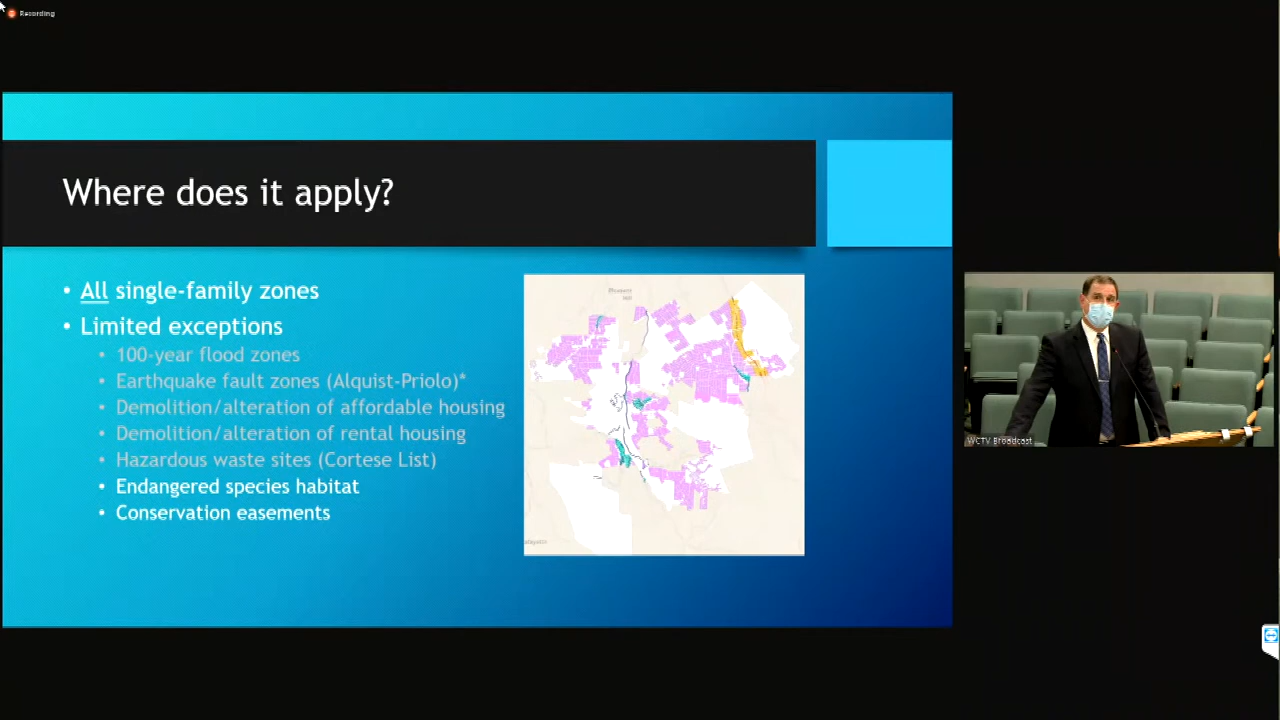 Recording
Where does it apply?
• All single-family zones
• Limited exceptions
• 100-year flood zones
• Earthquake fault zones (Alquist-Priolo)*
• Demolition/alteration of affordable housing
• Demolition/alteration of rental housing
• Hazardous waste sites (Cortese List)
• Endangered species habitat
• Conservation easements
WCTV Broadcast